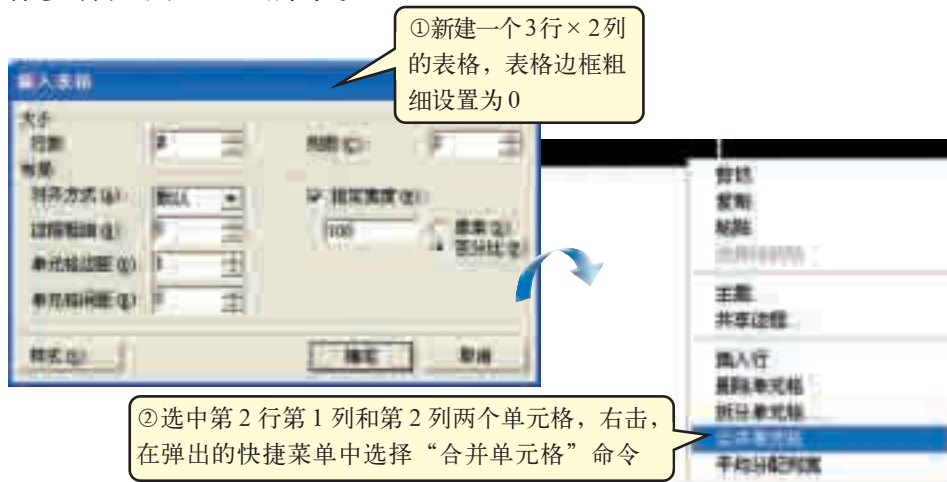 ①新建一个3行×2列
的表格，表格边框粗
细设置为0
插入表格
大小
行数
列数(C):
布局
对齐方式(A):
默认
指定宽度
边框粗细
100
像素
百分比
单元格边距
单元格间距
样式
确定
取消
剪切
复制
粘贴
主题
共享边框
插入行
删除单元格
拆分单元格
合并单元格
平均分配列宽
②选中第2行第1列和第2列两个单元格，右击，
在弹出的快捷菜单中选择“合并单元格”命令